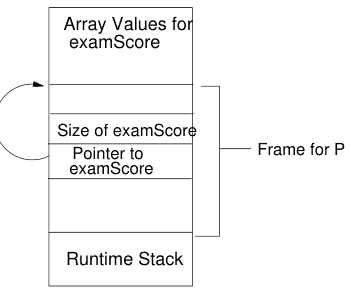 Array Values for
examScore
Size of examScore
Pointer to
examScore
Frame for P
Runtime Stack